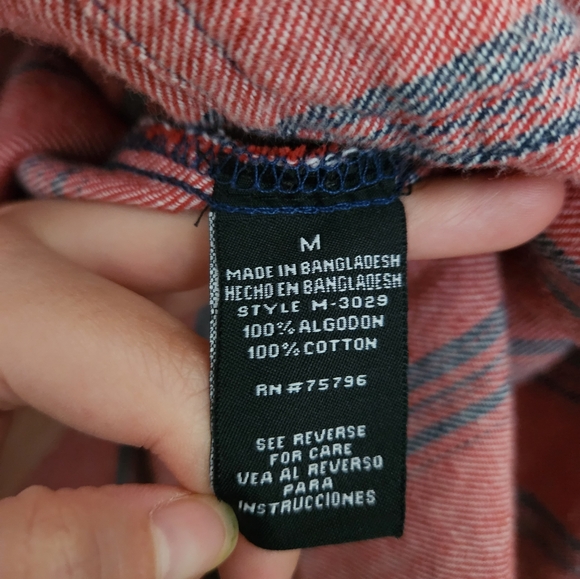 M
MADE IN BANGLADESH
HECHO EN BANGLADESH
STYLE M-3029
100% ALGODON
100% COTTON
RN #75796
SEE REVERSE
FOR CARE
VEA AL REVERSO
PARA
INSTRUCCIONES